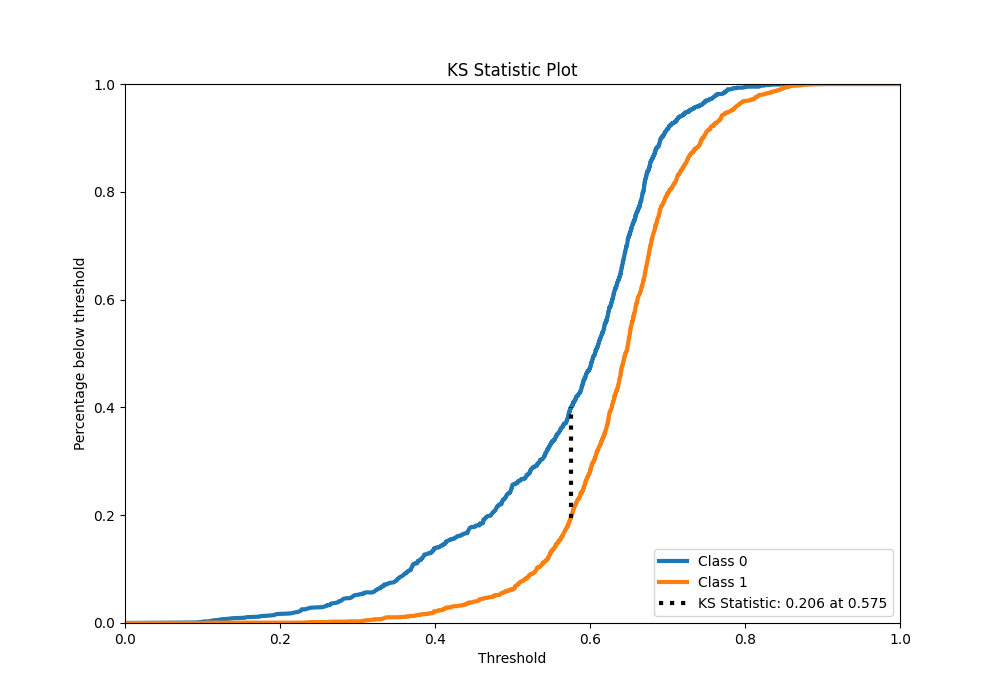 KS Statistic Plot
Percentage below threshold
1.0
0.8
0.6
0.4
0.2
0.0
0.0 0.2 0.4 0.6 0.8 1.0
Threshold
Class 0
Class 1
KS Statistic: 0.206 at 0.575